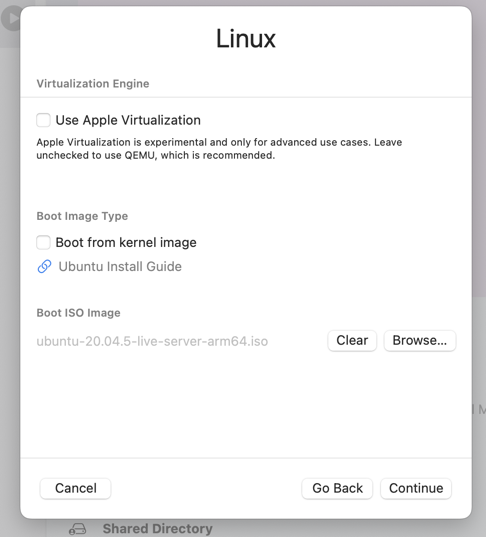 Linux
Virtualization Engine
Use Apple Virtualization
Apple Virtualization is experimental and only for advanced use cases. Leave
unchecked to use QEMU, which is recommended.
Boot Image Type
Boot from kernel image
Ubuntu Install Guide
Boot ISO Image
ubuntu-20.04.5-live-server-arm64.iso
Clear
Browse...
Cancel
Go Back
Continue
Shared Directory